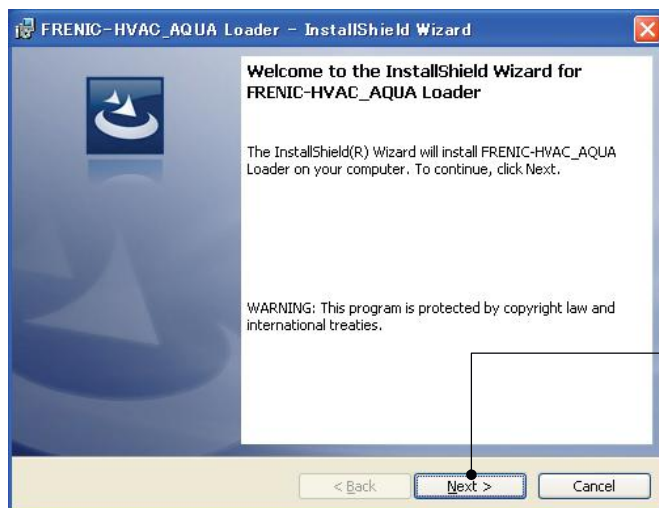 FRENIC-HVAC_AQUA Loader - InstallShield Wizard
Welcome to the InstallShield Wizard for
FRENIC-HVAC_AQUA Loader
The InstallShield(R) Wizard will install FRENIC-HVAC_AQUA
Loader on your computer. To continue, click Next.
WARNING: This program is protected by copyright law and
international treaties.
< Back Next > Cancel